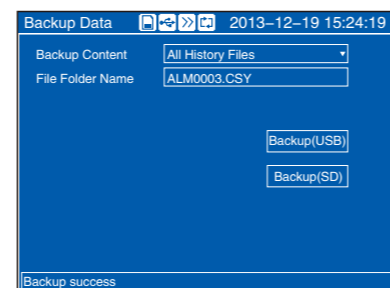 Backup Data 2013-12-19 15:24:19
Backup Content All History Files
File Folder Name ALM0003.CSY
Backup(USB)
Backup(SD)
Backup success